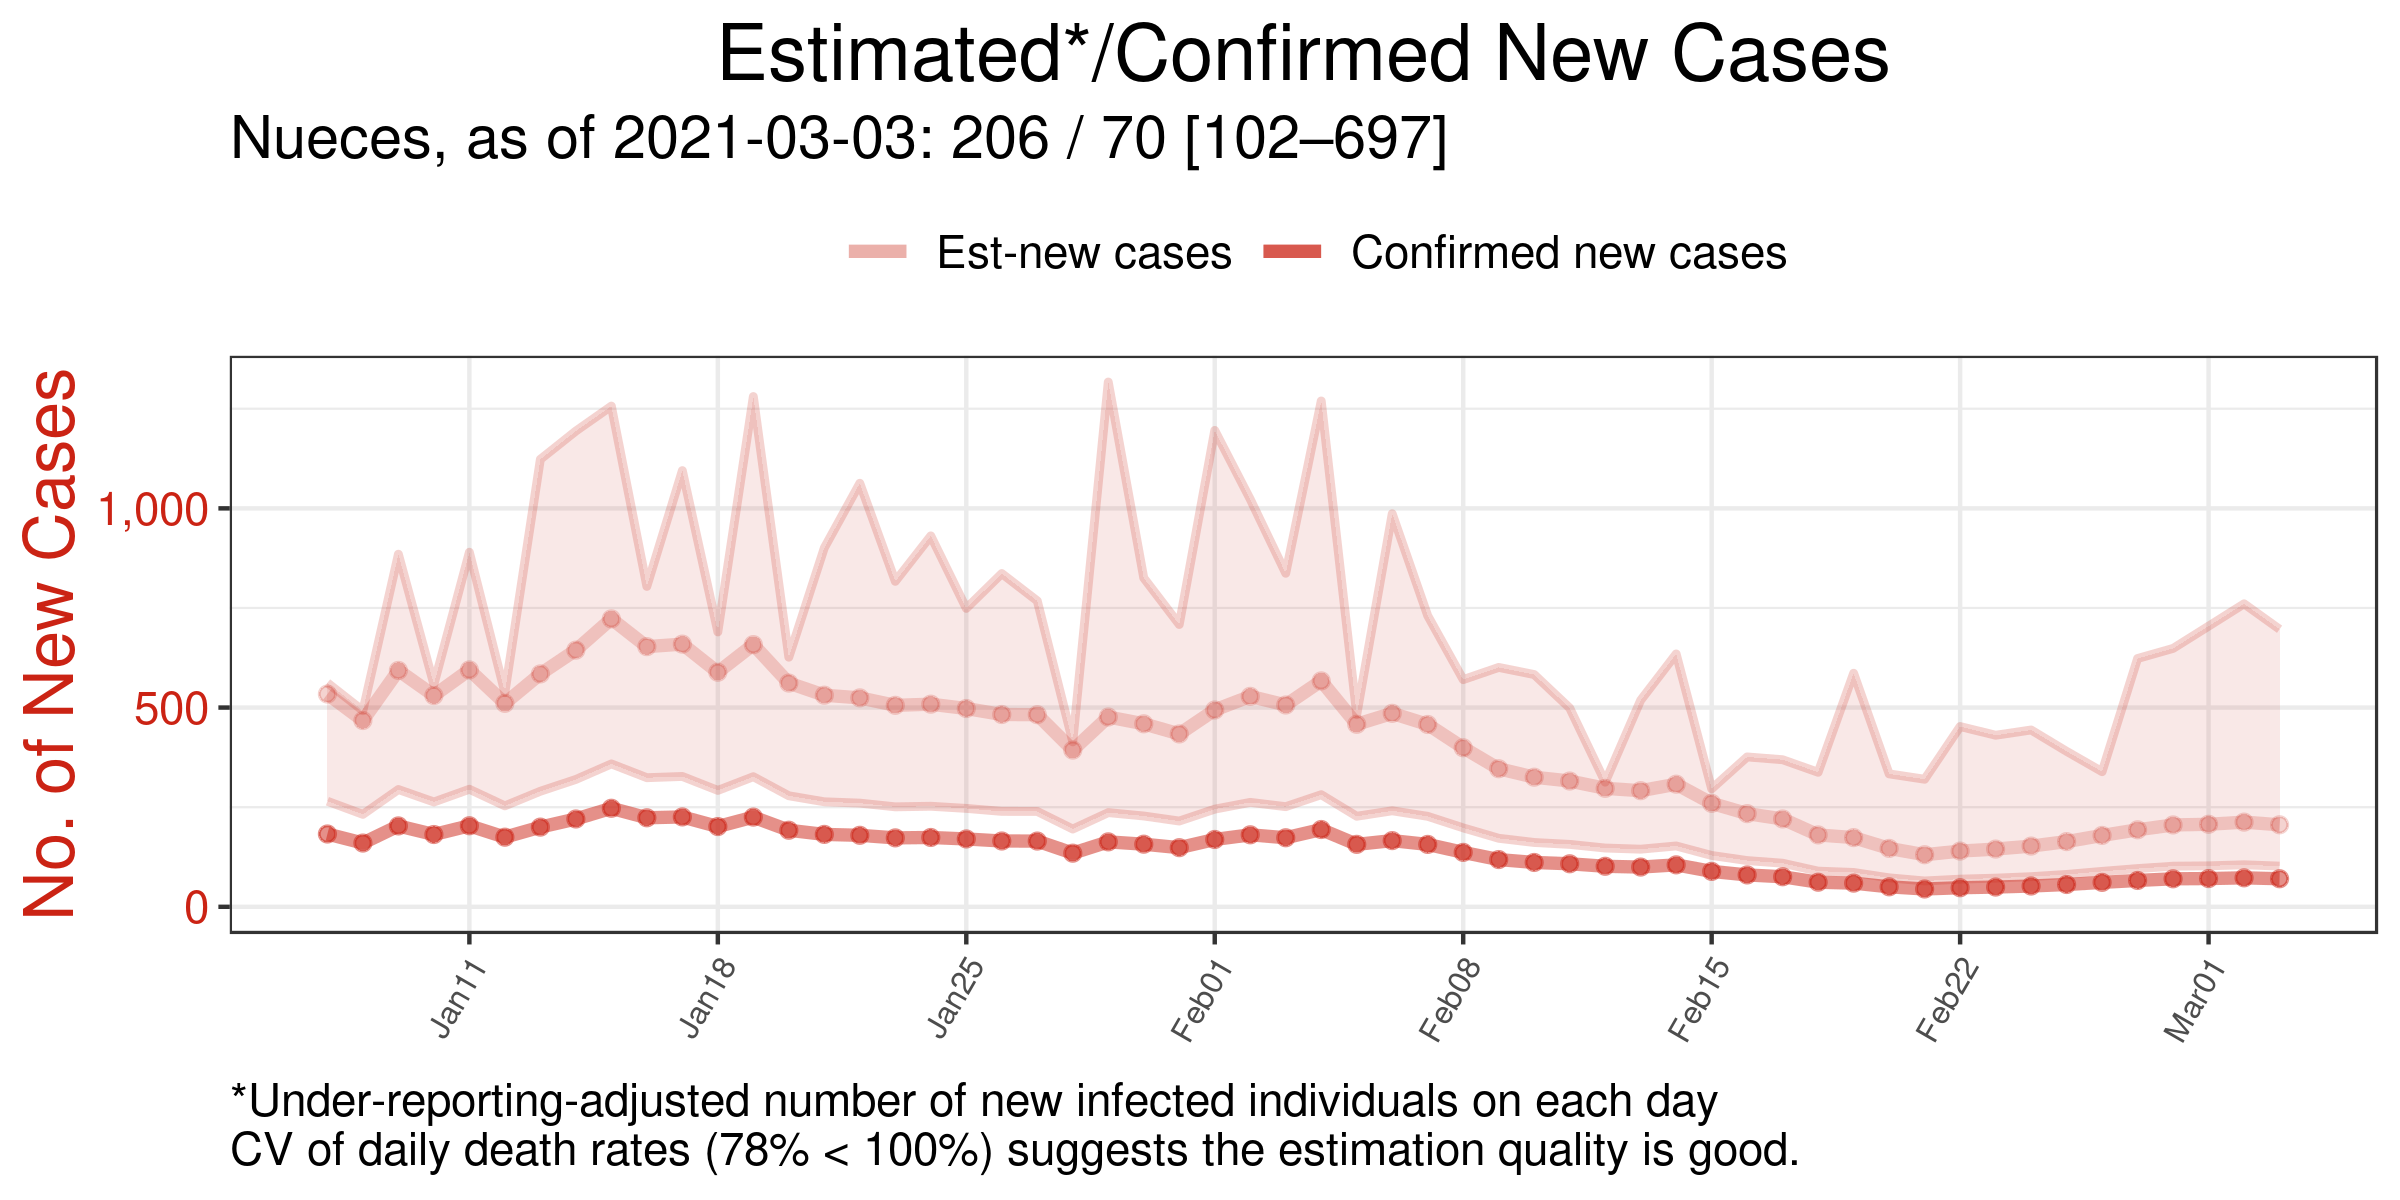 Estimated*/Confirmed New Cases
Nueces, as of 2021-03-03: 206 / 70 [102–697]
Est-new cases
Confirmed new cases
No. of New Cases
1,000
500
0
Jan11
Jan18
Jan25
Feb01
Feb08
Feb15
Feb22
Mar01
*Under-reporting-adjusted number of new infected individuals on each day
CV of daily death rates (78% < 100%) suggests the estimation quality is good.